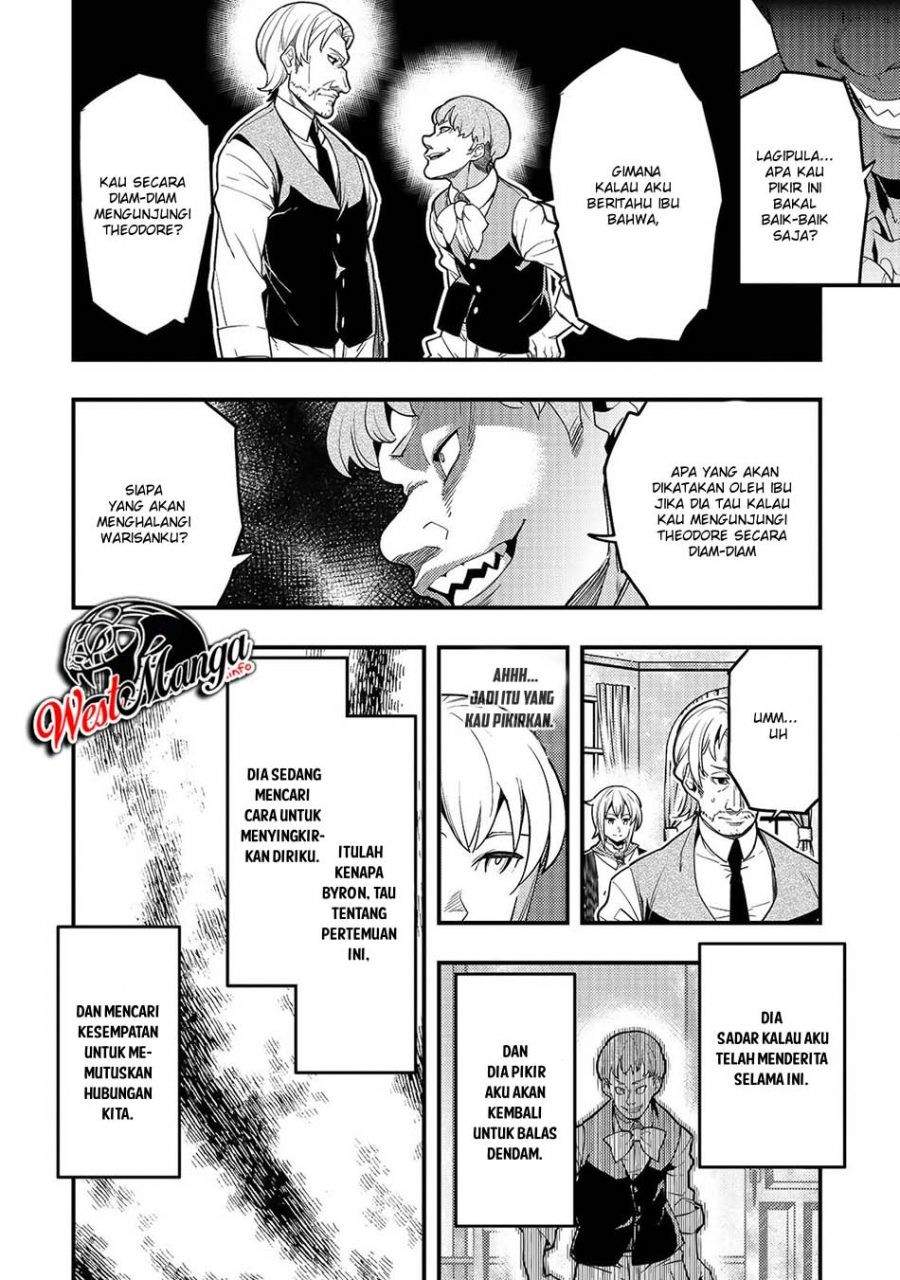 LAGIPULA...
APA KAU
PIKIR INI
BAKAL
BAIK-BAIK
SAJA?
GIMANA
KALAU AKU
BERITAHU IBU
BAHWA,
KAU SECARA
DIAM-DIAM
MENGUNJUNGI
THEODORE?
APA YANG AKAN
DIKATAKAN OLEH IBU
JIKA DIA TAU KALAU
KAU MENGUNJUNGI
THEODORE SECARA
DIAM-DIAM
SIAPA
YANG AKAN
MENGHALANGI
WARISANKU?
UMM...
UH
AHHH...
JADI ITU YANG
KAU PIKIRKAN.
DIA
SADAR KALAU AKU
TELAH MENDERITA
SELAMA INI.
DAN
DIA PIKIR
AKU AKAN
KEMBALI
UNTUK BALAS
DENDAM.
ITULAH
KENAPA
BYRON, TAU
TENTANG
PERTEMUAN
INI,
DIA SEDANG
MENCARI
CARA UNTUK
MENYINGKIR-
KAN DIRIKU.
DAN MENCARI
KESEMPATAN
UNTUK ME-
MUTUSKAN
HUBUNGAN
KITA.
WestManga
.info